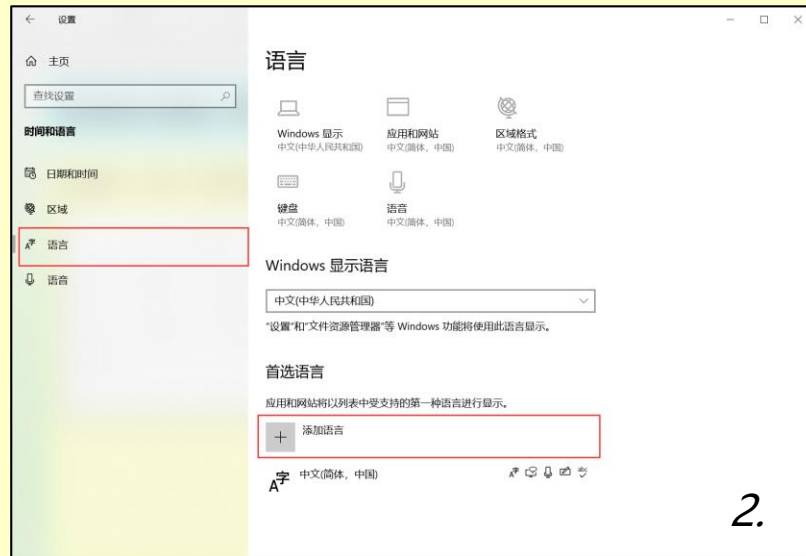 设置
主页
查找设置
时间和语言
日期和时间
区域
语言
语音
语言
Windows 显示
中文(中华人民共和国)
应用和网站
中文(简体，中国)
区域格式
中文(简体，中国)
键盘
中文(简体，中国)
语音
中文(简体，中国)
Windows 显示语言
中文(中华人民共和国)
"设置"和"文件资源管理器"等 Windows 功能将使用此语言显示。
首选语言
应用和网站将以列表中受支持的第一种语言进行显示。
添加语言
中文(简体，中国)
2.